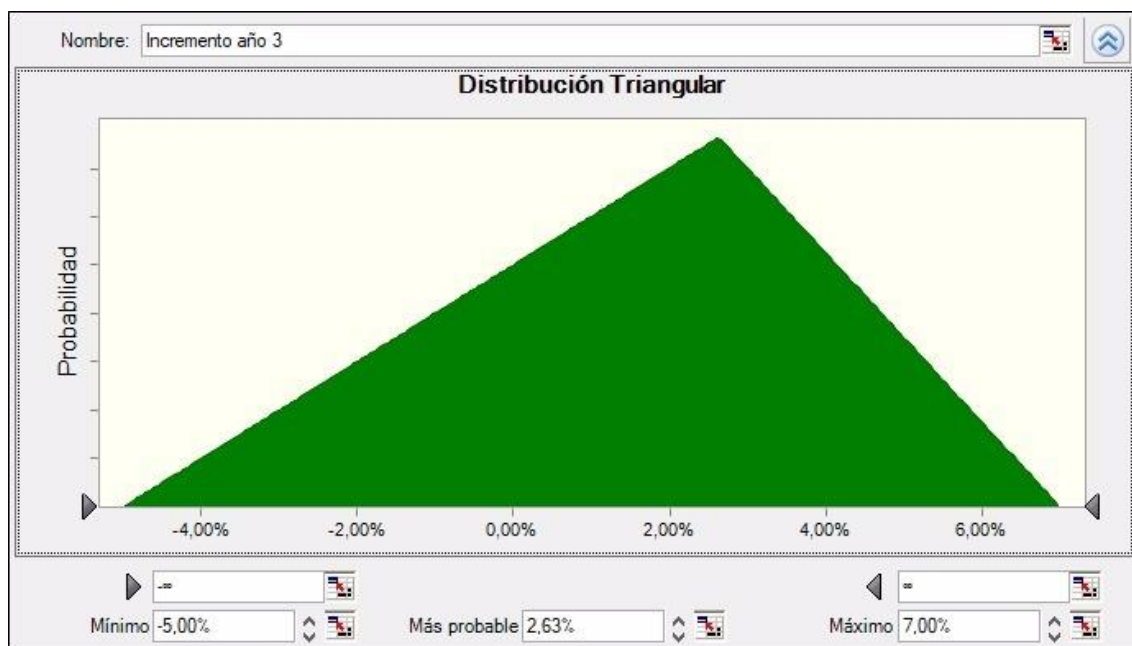 Nombre: Incremento año 3
Distribución Triangular
Probabilidad
-4,00% -2,00% 0,00% 2,00% 4,00% 6,00%
-∞ ∞
Mínimo -5,00% Más probable 2,63% Máximo 7,00%